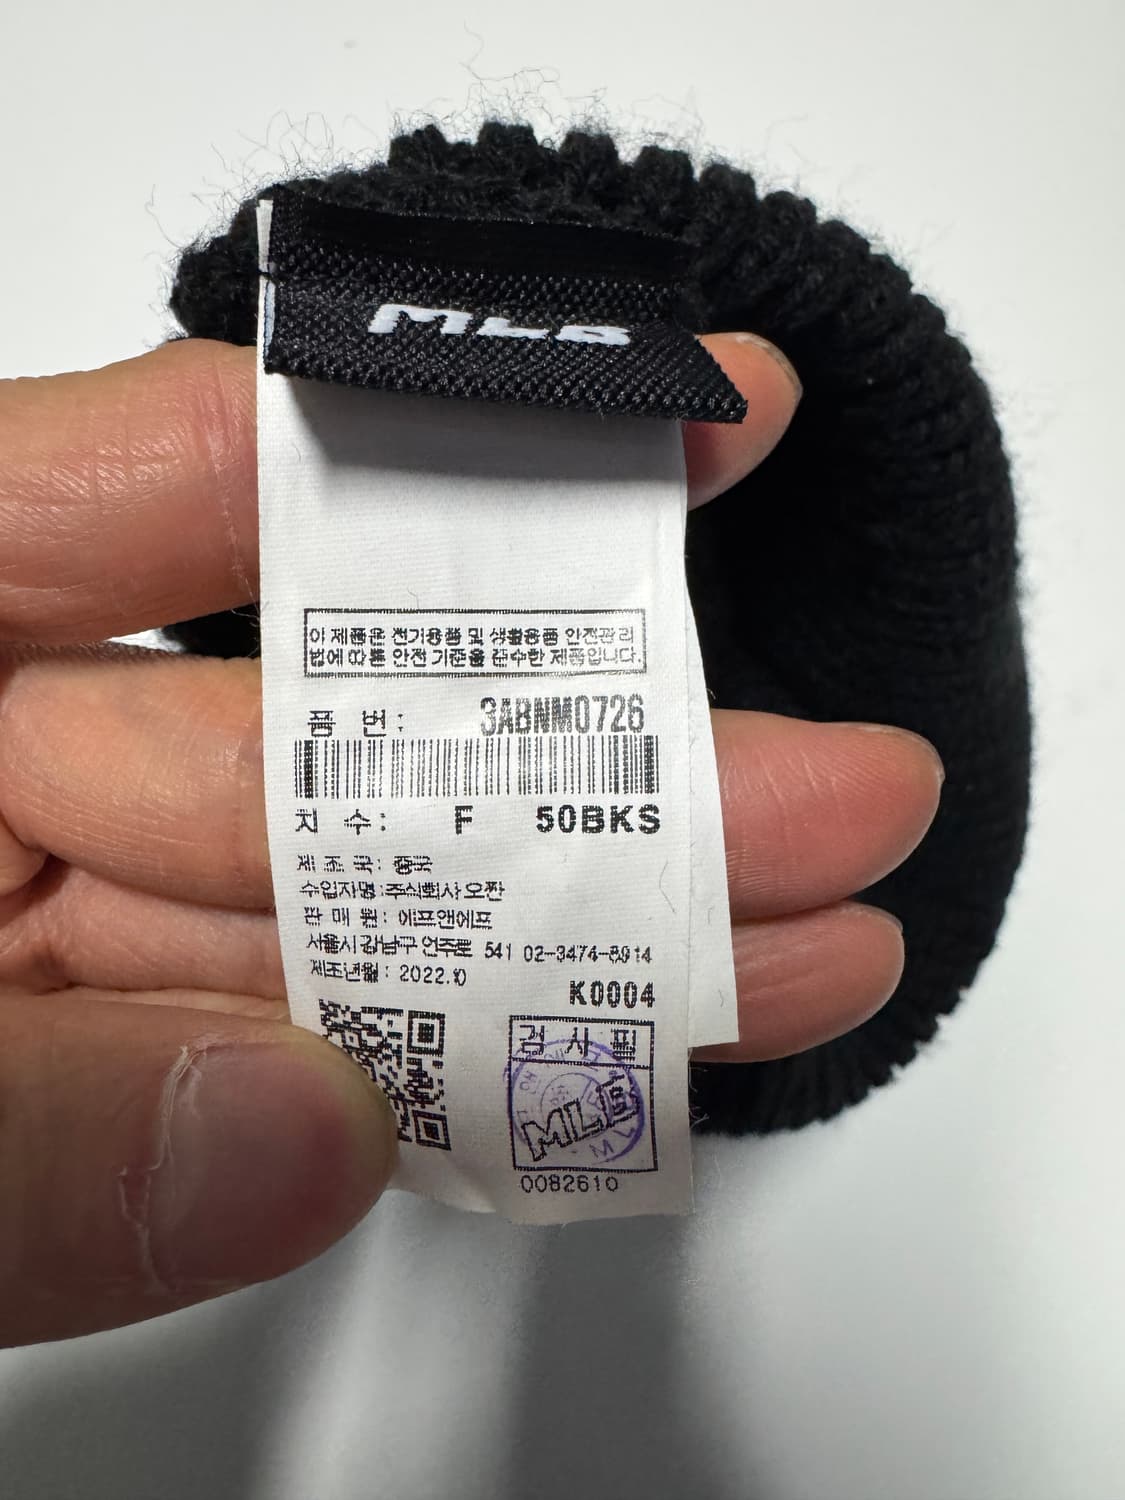 MLB
이 제품은 전기용품 및 생활용품 안전관리
법에 따른 안전 기준을 준수한 제품입니다.
품 번: 3ABNM0726
치 수: F 50BKS
제 조 국: 중국
수입자명: 주식회사 오잔
판 매 원: 에프앤에프
서울시 강남구 언주로 541 02-3474-8914
제조년월: 2022.10
K0004
검 사 필
MLB
0082610